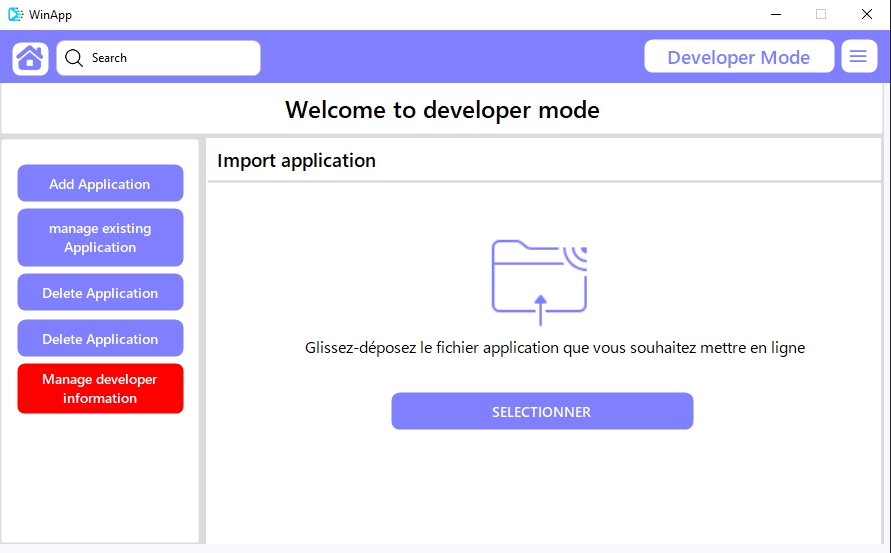 WinApp
Search
Developer Mode
Welcome to developer mode
Add Application
manage existing
Application
Delete Application
Delete Application
Manage developer
information
Import application
Glissez-déposez le fichier application que vous souhaitez mettre en ligne
SELECTIONNER